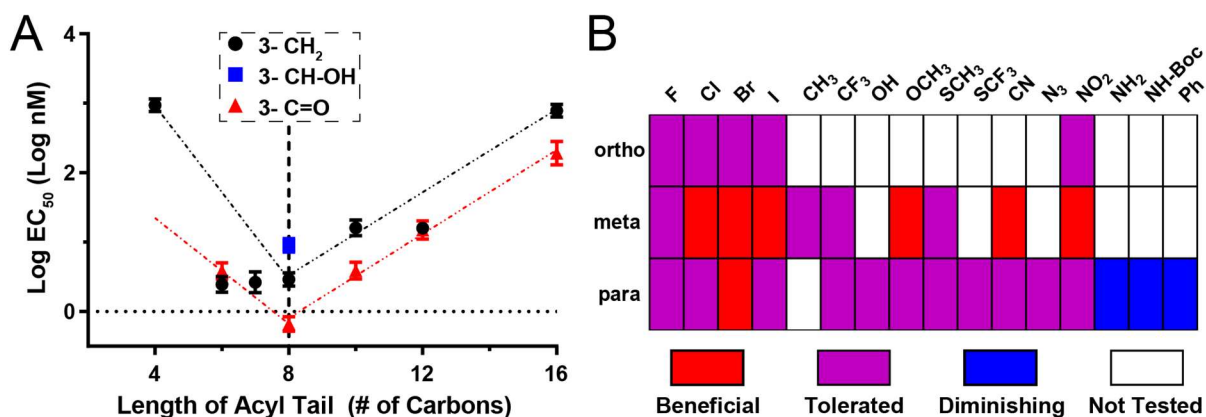 A
3- CH₂
3- CH-OH
3- C=O
Log EC₅₀ (Log nM)
4
2
0
4
8
12
16
Length of Acyl Tail (# of Carbons)
B
F
Cl
Br
I
CH₃
CF₃
OH
OCH₃
SCH₃
SCF₃
CN
N₃
NO₂
NH₂
NH-Boc
Ph
ortho
meta
para
Beneficial
Tolerated
Diminishing
Not Tested